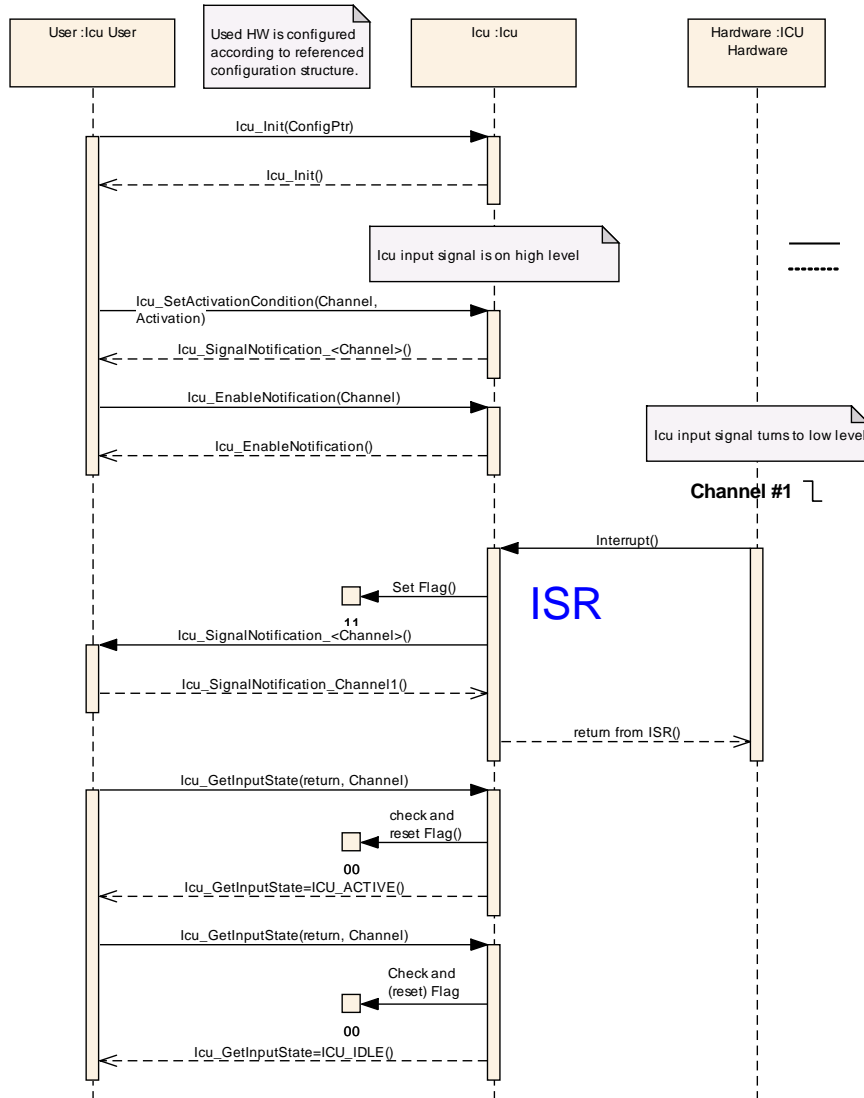 User :Icu User
Used HW is configured
according to referenced
configuration structure.
Icu :Icu
Hardware :ICU
Hardware
Icu_Init(ConfigPtr)
Icu_Init()
Icu input signal is on high level
Icu_SetActivationCondition(Channel,
Activation)
Icu_SignalNotification_<Channel>()
Icu_EnableNotification(Channel)
Icu input signal turns to low level
Icu_EnableNotification()
Channel #1
Interrupt()
Set Flag()
ISR
11
Icu_SignalNotification_<Channel>()
Icu_SignalNotification_Channel1()
return from ISR()
Icu_GetInputState(return, Channel)
check and
reset Flag()
00
Icu_GetInputState=ICU_ACTIVE()
Icu_GetInputState(return, Channel)
Check and
(reset) Flag
00
Icu_GetInputState=ICU_IDLE()